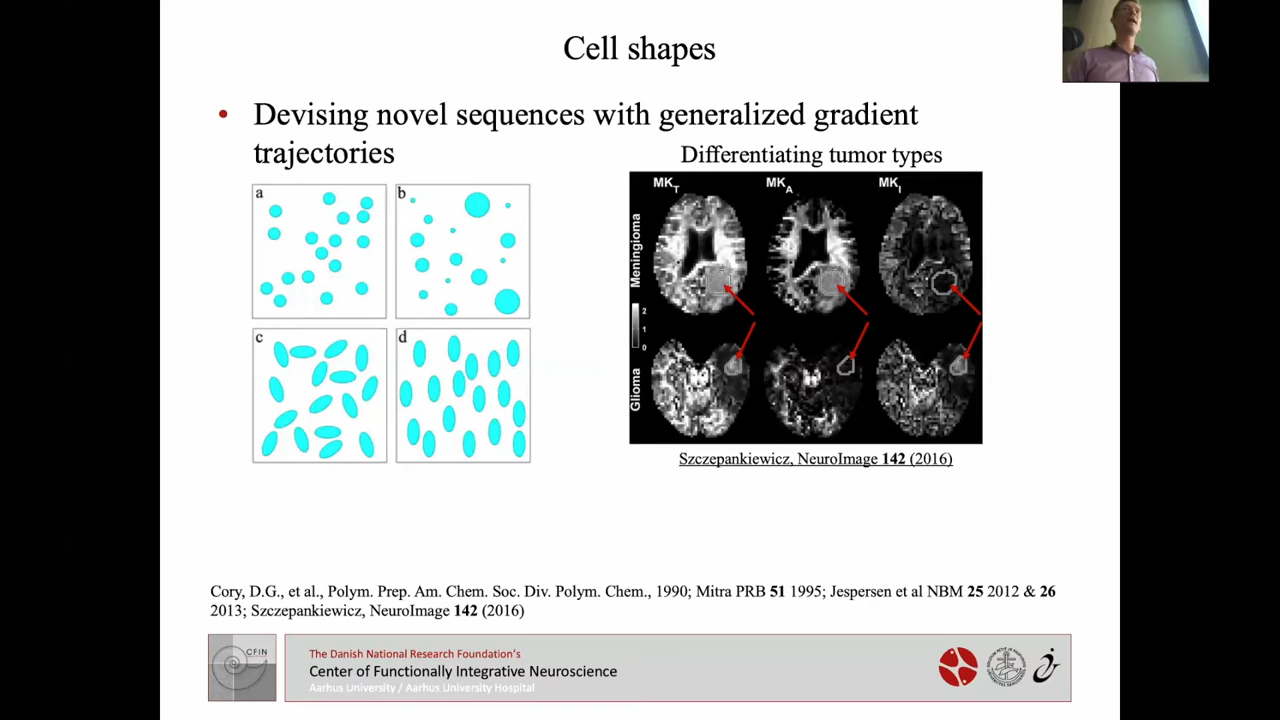 Cell shapes
• Devising novel sequences with generalized gradient
trajectories
Differentiating tumor types
a
b
c
d
MKT
MKA
MKI
Meningioma
2
1
0
Glioma
Szczepankiewicz, NeuroImage 142 (2016)
Cory, D.G., et al., Polym. Prep. Am. Chem. Soc. Div. Polym. Chem., 1990; Mitra PRB 51 1995; Jespersen et al NBM 25 2012 & 26
2013; Szczepankiewicz, NeuroImage 142 (2016)
CFIN
The Danish National Research Foundation's
Center of Functionally Integrative Neuroscience
Aarhus University / Aarhus University Hospital